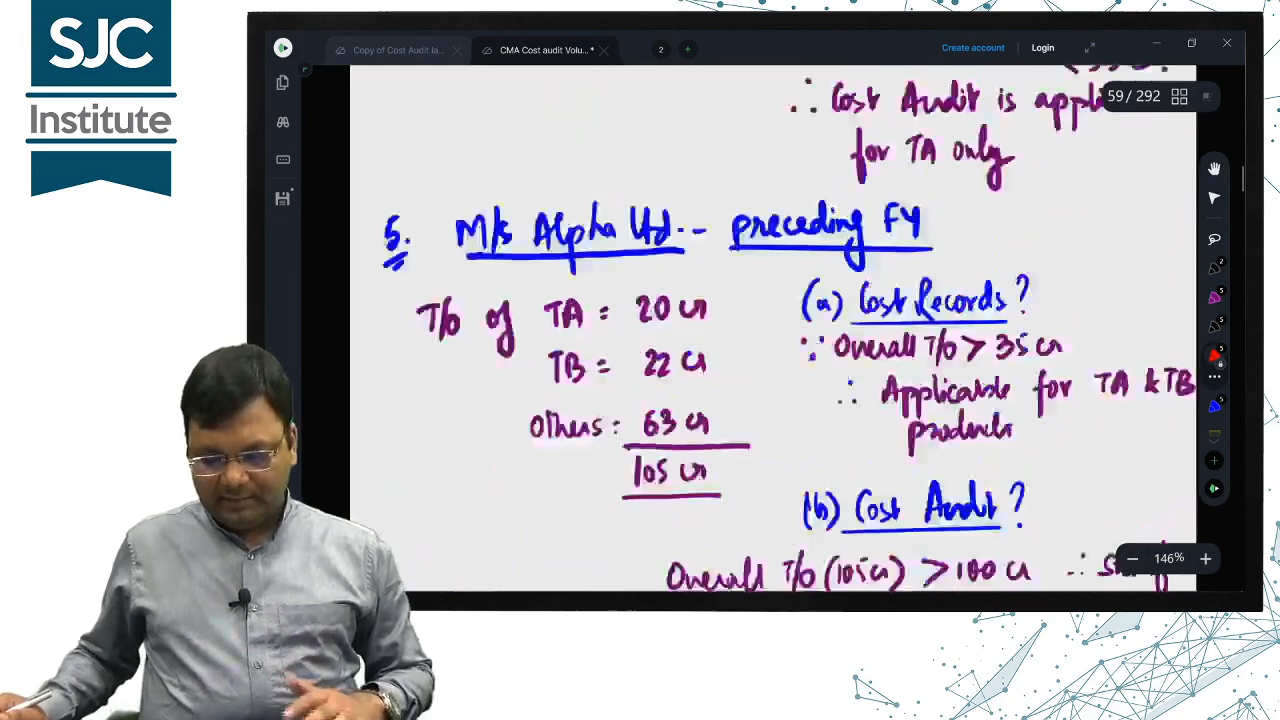 SJC
Institute
Copy of Cost Audit la...
CMA Cost audit Volu...*
2
Create account
Login
59 / 292
∴ Cost Audit is appli
for TA only
5. M/s Alpha Ltd. -- preceding FY
T/o of TA = 20 cr
TB = 22 cr
Others = 63 cr
105 cr
(a) Cost Records?
∵ Overall T/o > 35 cr
∴ Applicable for TA & TB
products
(b) Cost Audit?
Overall T/o (105 cr) > 100 cr ∴
146%